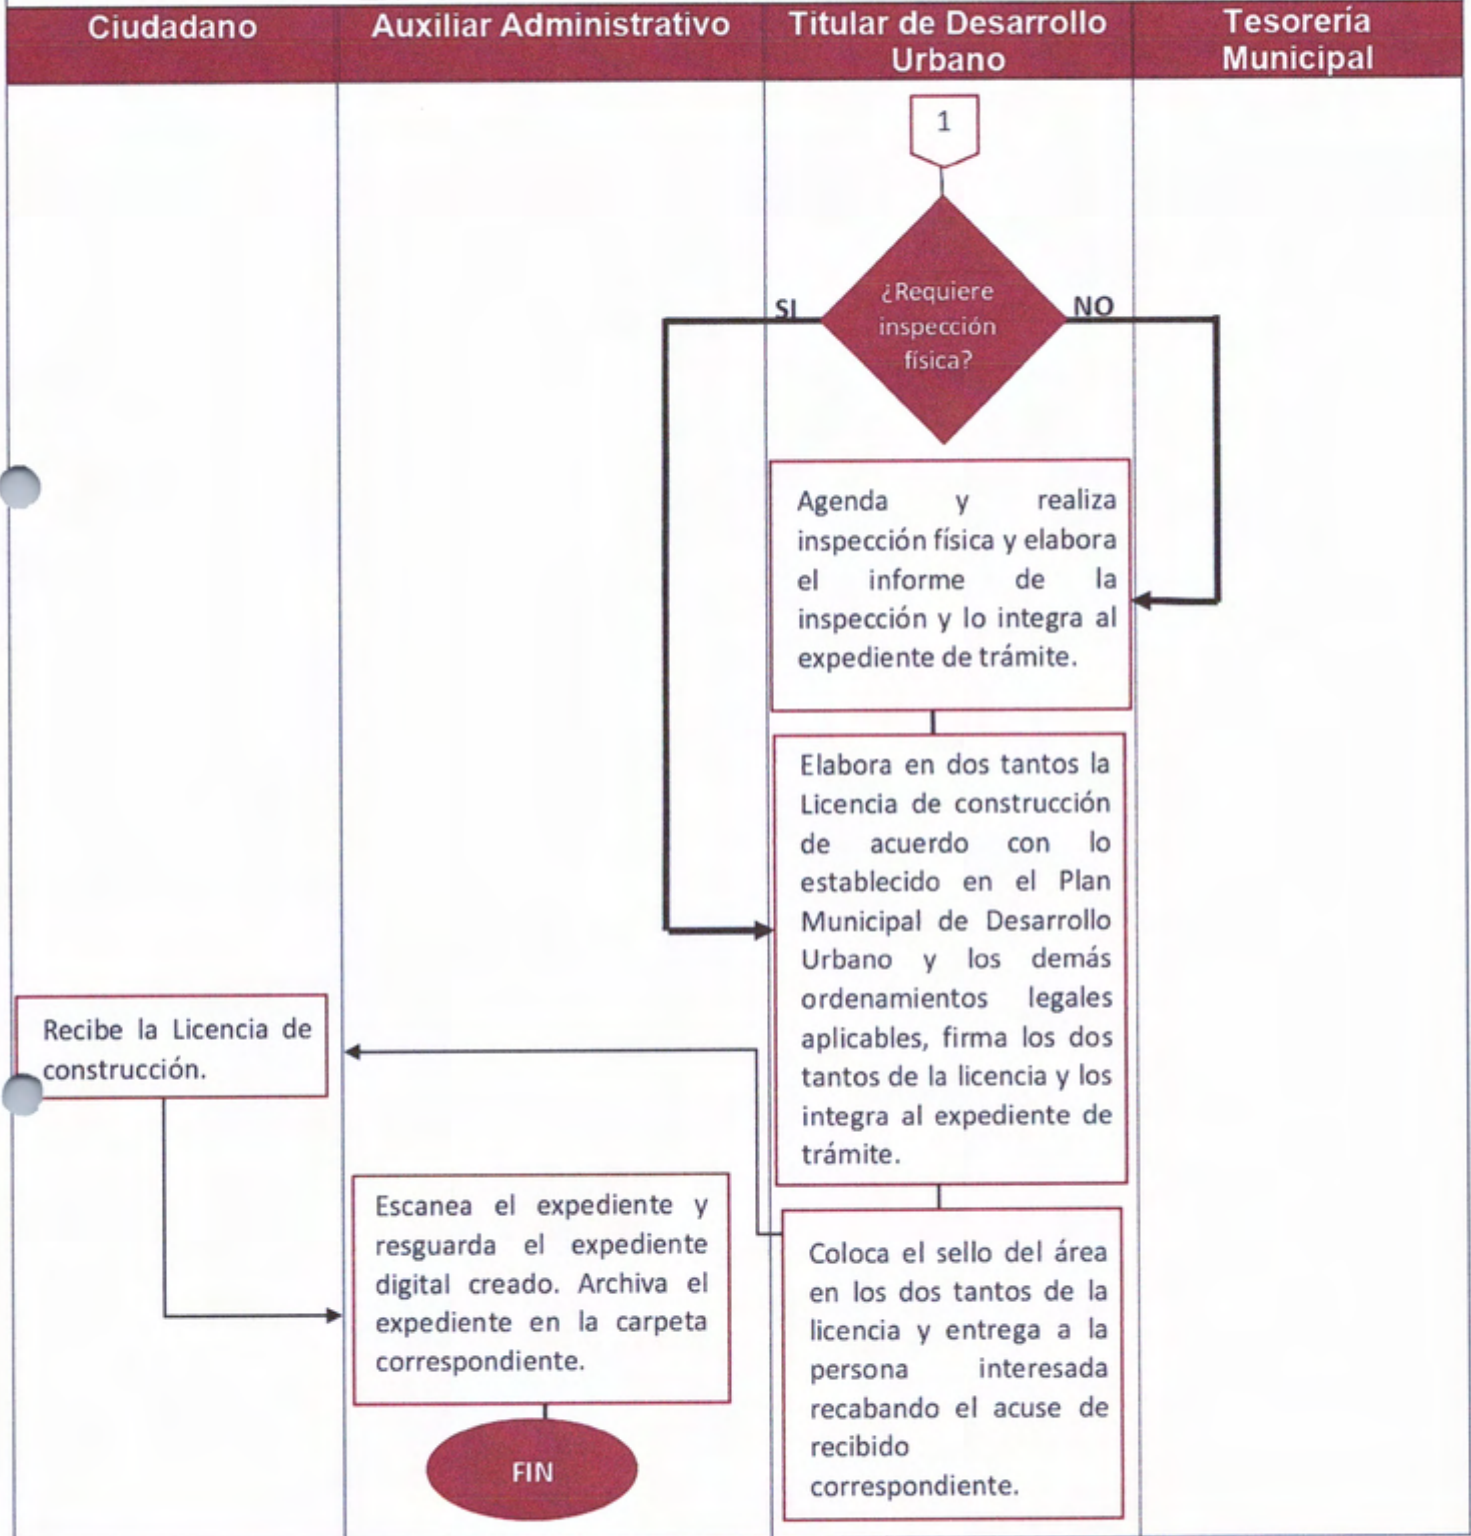 Ciudadano
Auxiliar Administrativo
Titular de Desarrollo
Urbano
Tesorería
Municipal
1
¿Requiere
inspección
física?
SI
NO
Agenda y realiza
inspección física y elabora
el informe de la
inspección y lo integra al
expediente de trámite.
Elabora en dos tantos la
Licencia de construcción
de acuerdo con lo
establecido en el Plan
Municipal de Desarrollo
Urbano y los demás
ordenamientos legales
aplicables, firma los dos
tantos de la licencia y los
integra al expediente de
trámite.
Coloca el sello del área
en los dos tantos de la
licencia y entrega a la
persona interesada
recabando el acuse de
recibido
correspondiente.
Recibe la Licencia de
construcción.
Escanea el expediente y
resguarda el expediente
digital creado. Archiva el
expediente en la carpeta
correspondiente.
FIN